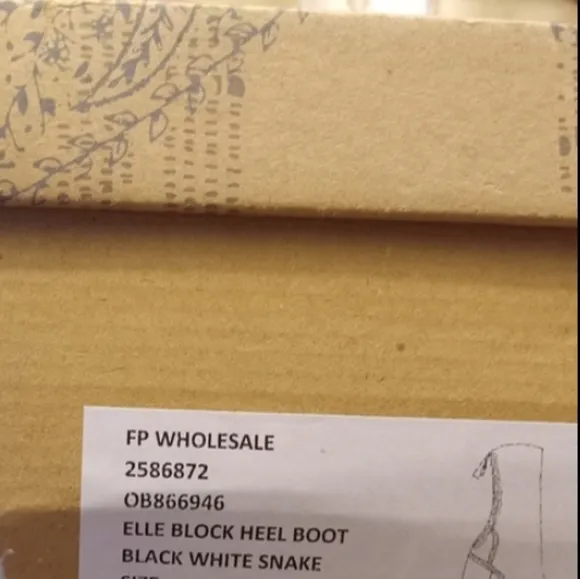 FP WHOLESALE
2586872
OB866946
ELLE BLOCK HEEL BOOT
BLACK WHITE SNAKE